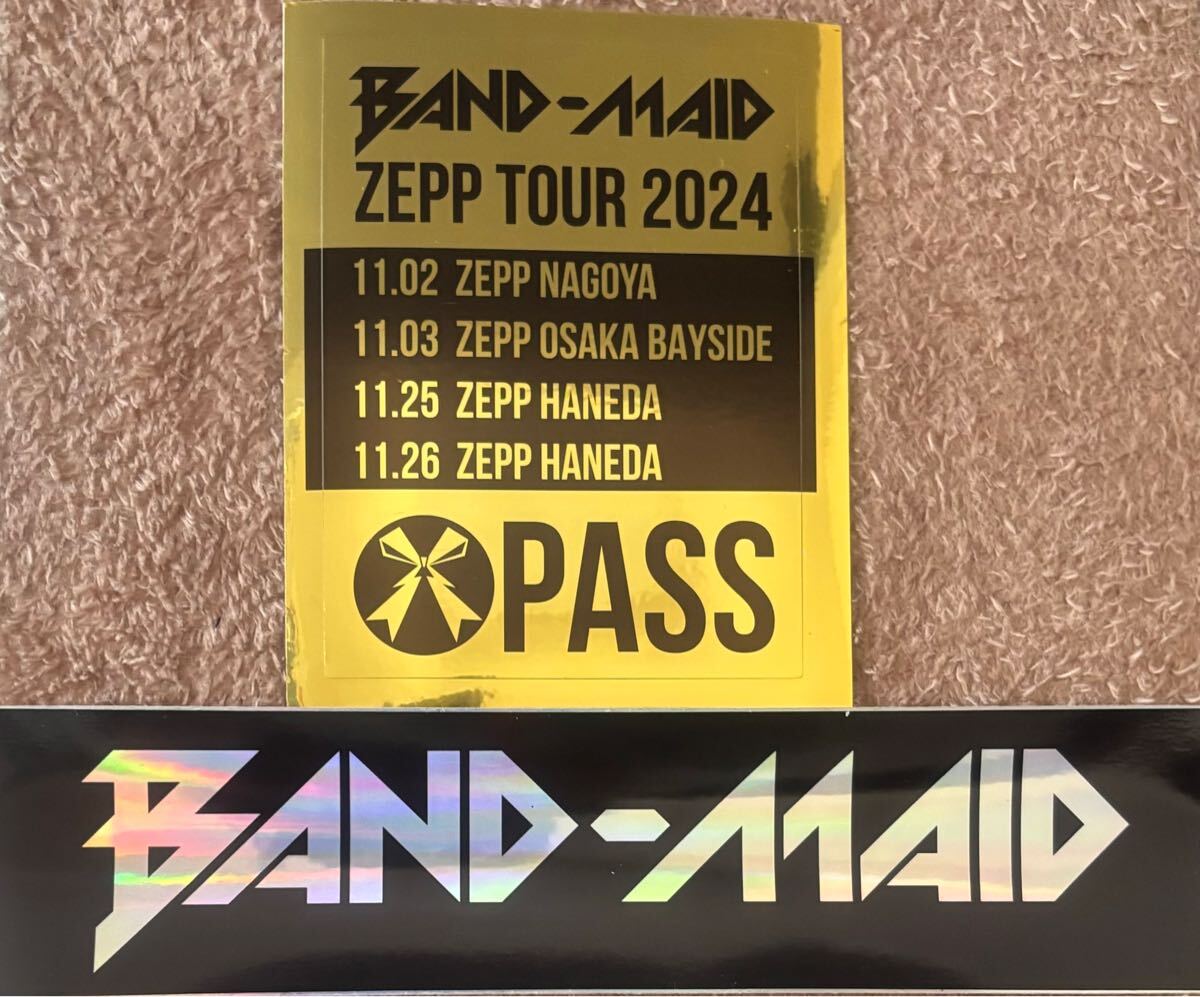 BAND-MAID
ZEPP TOUR 2024
11.02 ZEPP NAGOYA
11.03 ZEPP OSAKA BAYSIDE
11.25 ZEPP HANEDA
11.26 ZEPP HANEDA
PASS
BAND-MAID